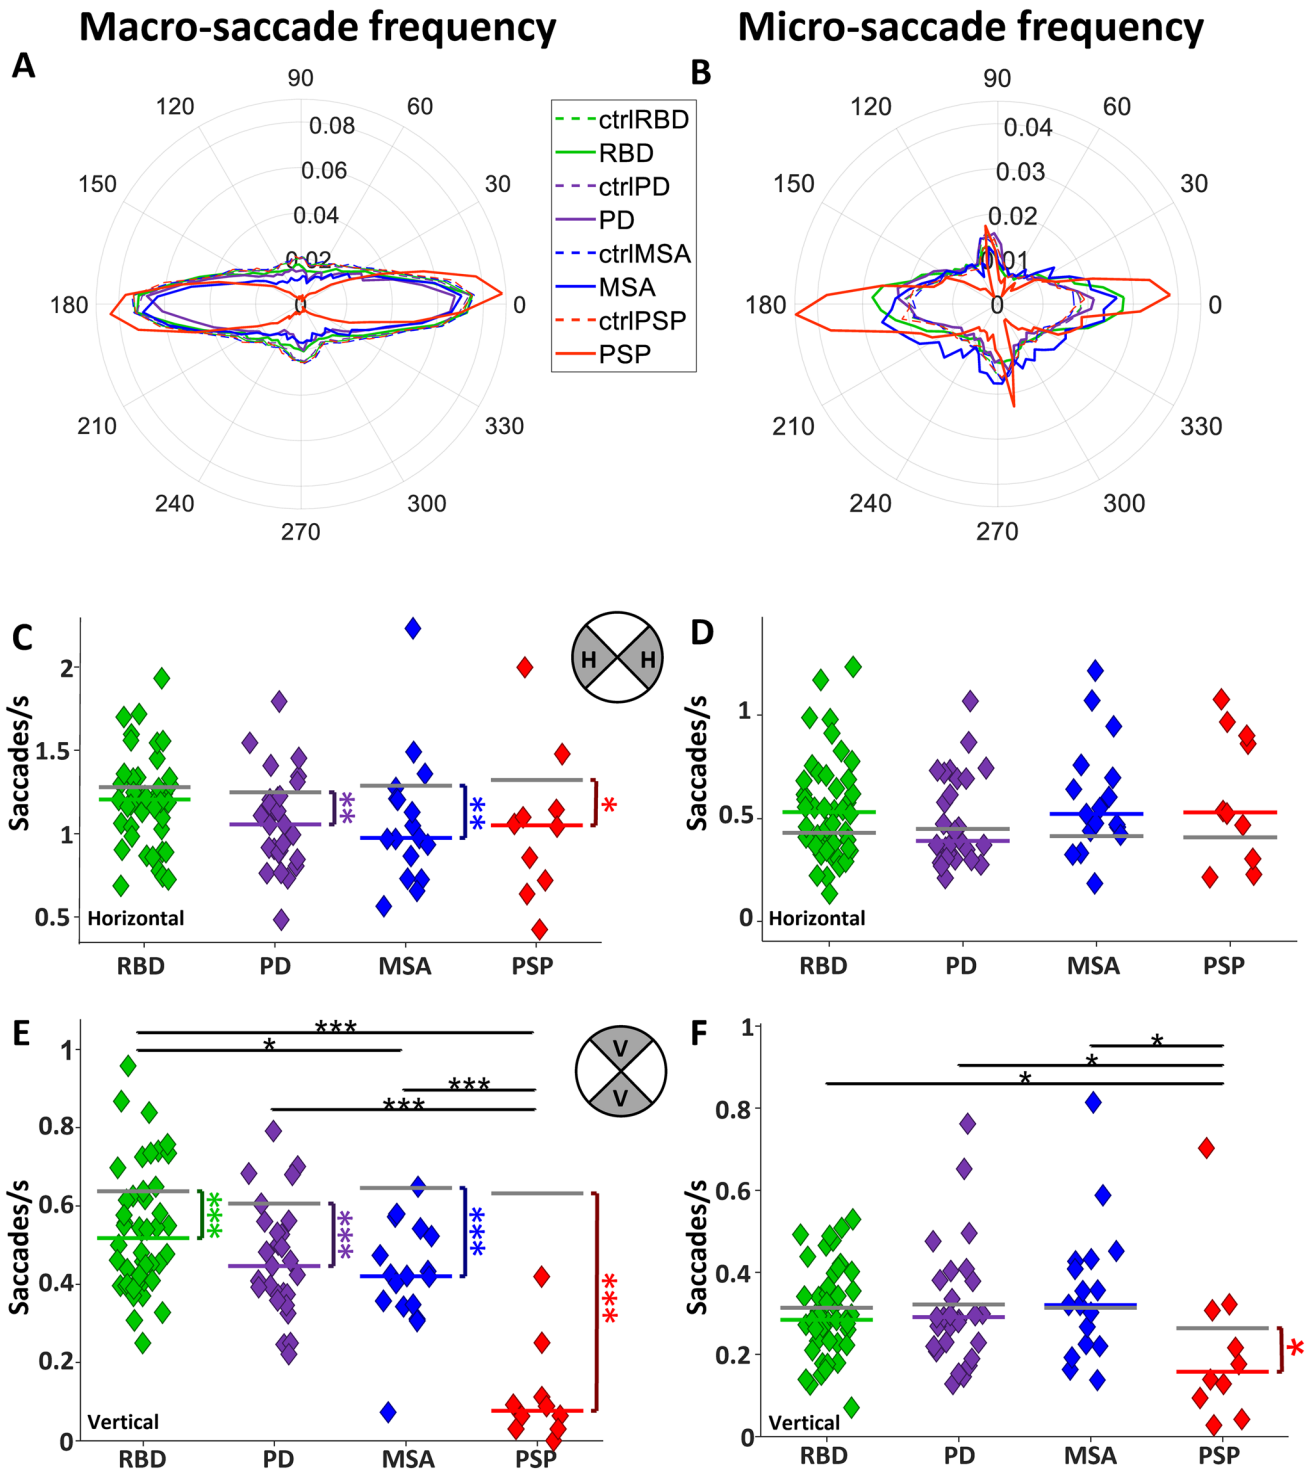 Macro-saccade frequency
Micro-saccade frequency
A
90
120
60
0.08
150
0.06
30
0.04
0.02
180
0
0
210
330
240
300
270
ctrlRBD
RBD
ctrlPD
PD
ctrlMSA
MSA
ctrlPSP
PSP
B
90
120
60
0.04
150
0.03
30
0.02
0.01
180
0
0
210
330
240
300
270
C
H H
Saccades/s
2
1.5
1
0.5
**
**
*
Horizontal
RBD PD MSA PSP
D
Saccades/s
1
0.5
0
Horizontal
RBD PD MSA PSP
E
***
*
***
***
V
V
Saccades/s
1
0.8
0.6
0.4
0.2
0
***
***
***
***
Vertical
RBD PD MSA PSP
F
*
*
*
Saccades/s
1
0.8
0.6
0.4
0.2
0
*
Vertical
RBD PD MSA PSP